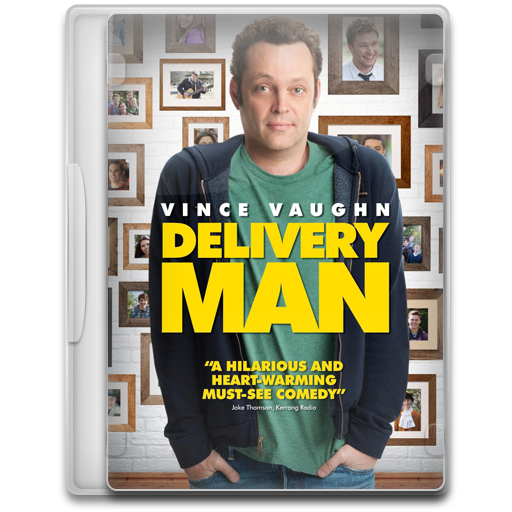 VINCE VAUGHN
DELIVERY
MAN
“A HILARIOUS AND
HEART-WARMING
MUST-SEE COMEDY”
Jake Thomson, Kerrang Radio